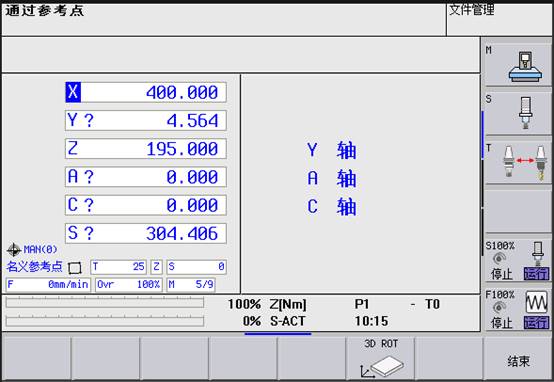 通过参考点
文件管理
X 400.000
Y ? 4.564
Z 195.000
A ? 0.000
C ? 0.000
S ? 304.406
Y 轴
A 轴
C 轴
MAN(0)
名义参考点 T 25 Z S 0
F 0mm/min Ovr 100% M 5/9
100% Z[Nm] P1 - T0
0% S-ACT 10:15
M
S
T
S100%
停止 运行
F100%
停止 运行
3D ROT
结束